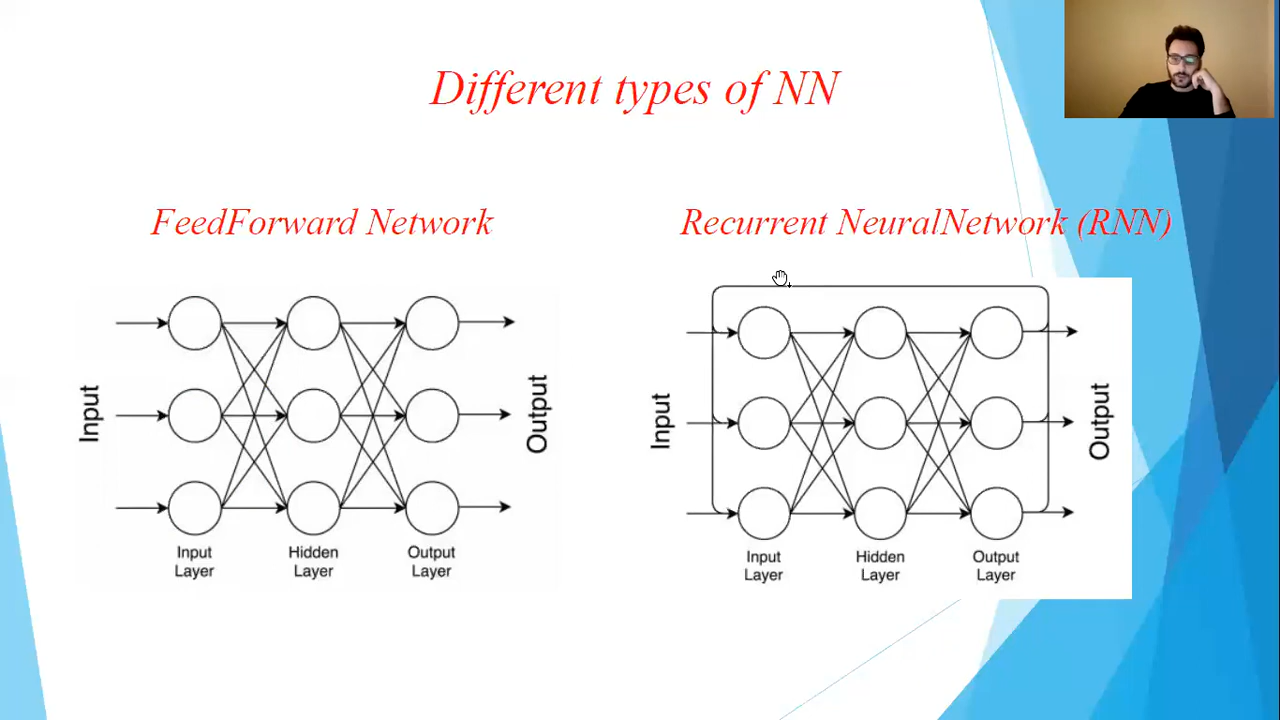 Different types of NN
FeedForward Network
Input
Output
Input
Layer
Hidden
Layer
Output
Layer
Recurrent NeuralNetwork (RNN)
Input
Output
Input
Layer
Hidden
Layer
Output
Layer